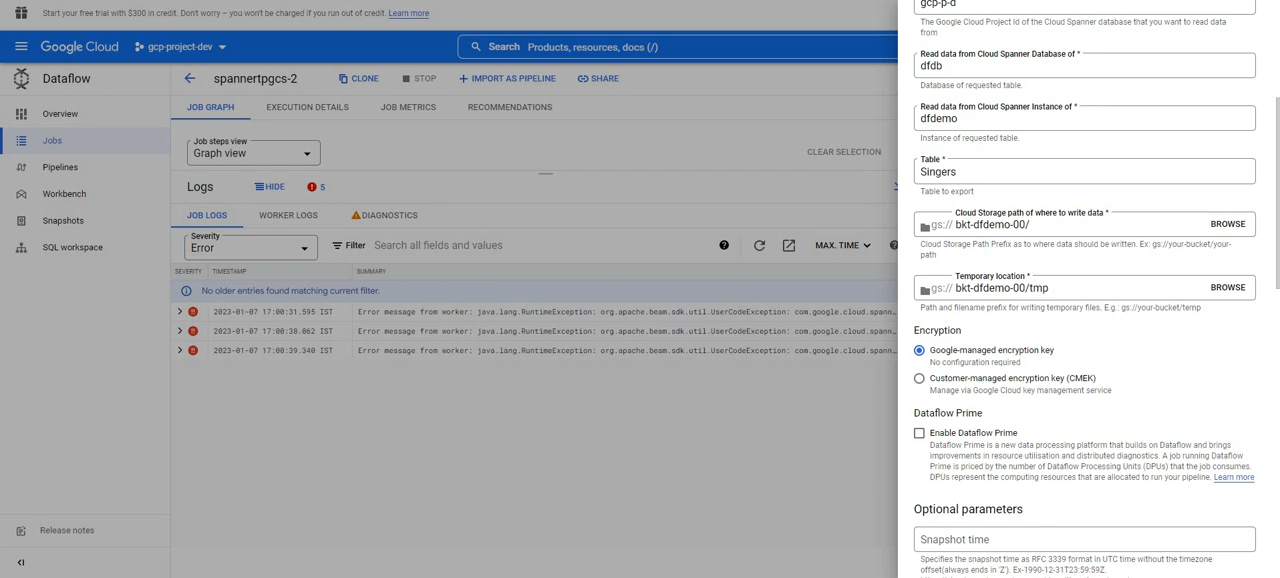 Start your free trial with $300 in credit. Don't worry – you won't be charged if you run out of credit. Learn more
Google Cloud
gcp-project-dev
Search Products, resources, docs (/)
Dataflow
Overview
Jobs
Pipelines
Workbench
Snapshots
SQL workspace
Release notes
spannertpgcs-2
CLONE
STOP
IMPORT AS PIPELINE
SHARE
JOB GRAPH
EXECUTION DETAILS
JOB METRICS
RECOMMENDATIONS
Job steps view
Graph view
CLEAR SELECTION
Logs
HIDE
5
JOB LOGS
WORKER LOGS
DIAGNOSTICS
Severity
Error
Filter Search all fields and values
MAX. TIME
SEVERITY TIMESTAMP SUMMARY
No older entries found matching current filter.
2023-01-07 17:00:31.595 IST Error message from worker: java.lang.RuntimeException: org.apache.beam.sdk.util.UserCodeException: com.google.cloud.spann…
2023-01-07 17:00:38.062 IST Error message from worker: java.lang.RuntimeException: org.apache.beam.sdk.util.UserCodeException: com.google.cloud.spann…
2023-01-07 17:00:39.340 IST Error message from worker: java.lang.RuntimeException: org.apache.beam.sdk.util.UserCodeException: com.google.cloud.spann…
gcp-p-d
The Google Cloud Project Id of the Cloud Spanner database that you want to read data
from
Read data from Cloud Spanner Database of *
dfdb
Database of requested table.
Read data from Cloud Spanner Instance of *
dfdemo
Instance of requested table.
Table *
Singers
Table to export
Cloud Storage path of where to write data *
gs:// bkt-dfdemo-00/
BROWSE
Cloud Storage Path Prefix as to where data should be written. Ex: gs://your-bucket/your-
path
Temporary location *
gs:// bkt-dfdemo-00/tmp
BROWSE
Path and filename prefix for writing temporary files. E.g.: gs://your-bucket/temp
Encryption
Google-managed encryption key
No configuration required
Customer-managed encryption key (CMEK)
Manage via Google Cloud key management service
Dataflow Prime
Enable Dataflow Prime
Dataflow Prime is a new data processing platform that builds on Dataflow and brings
improvements in resource utilisation and distributed diagnostics. A job running Dataflow
Prime is priced by the number of Dataflow Processing Units (DPUs) that the job consumes.
DPUs represent the computing resources that are allocated to run your pipeline. Learn more
Optional parameters
Snapshot time
Specifies the snapshot time as RFC 3339 format in UTC time without the timezone
offset(always ends in 'Z'). Ex-1990-12-31T23:59:59Z.